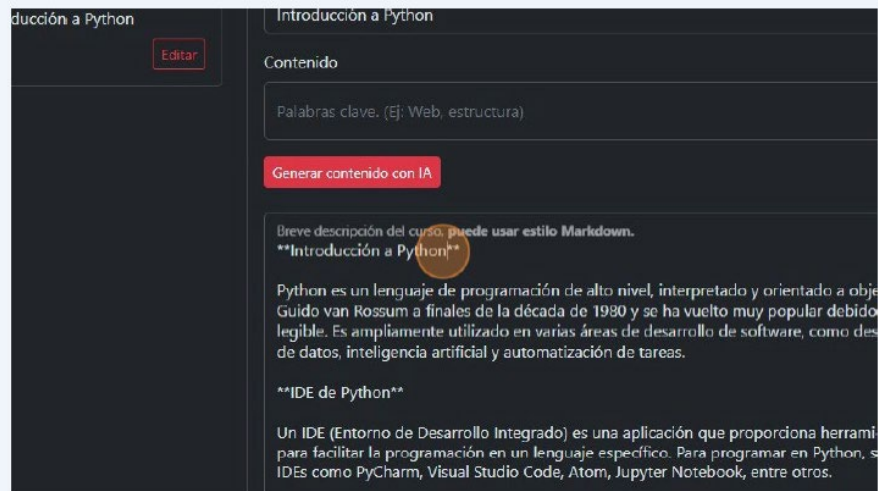 ducción a Python
Editar
Introducción a Python
Contenido
Palabras clave. (Ej: Web, estructura)
Generar contenido con IA
Breve descripción del curso, puede usar estilo Markdown.
**Introducción a Python**
Python es un lenguaje de programación de alto nivel, interpretado y orientado a obje
Guido van Rossum a finales de la década de 1980 y se ha vuelto muy popular debido
legible. Es ampliamente utilizado en varias áreas de desarrollo de software, como des
de datos, inteligencia artificial y automatización de tareas.
**IDE de Python**
Un IDE (Entorno de Desarrollo Integrado) es una aplicación que proporciona herrami
para facilitar la programación en un lenguaje específico. Para programar en Python, s
IDEs como PyCharm, Visual Studio Code, Atom, Jupyter Notebook, entre otros.